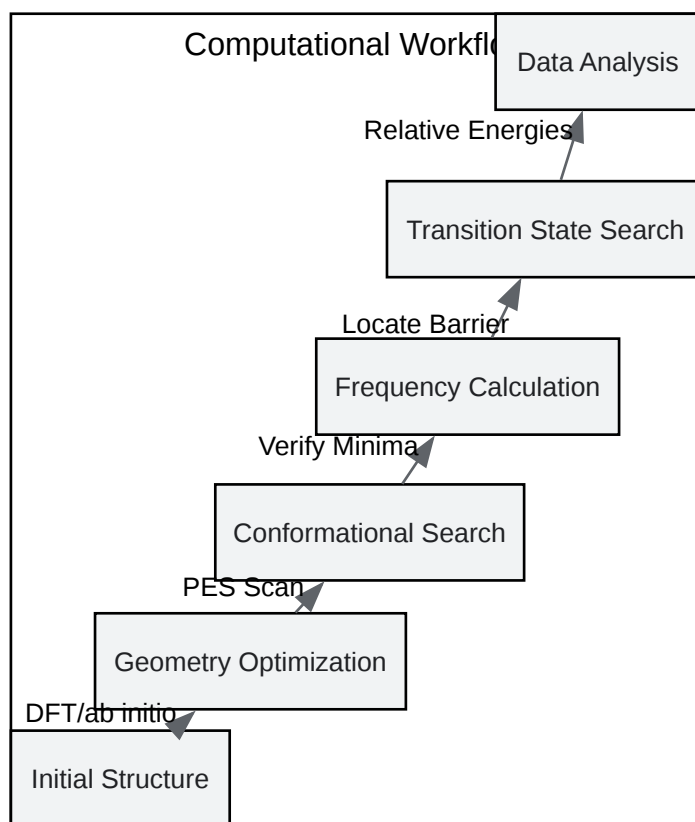 Computational Workflo
Data Analysis
Relative Energies
Transition State Search
Locate Barrier
Frequency Calculation
Verify Minima
Conformational Search
PES Scan
Geometry Optimization
DFT/ab initio
Initial Structure